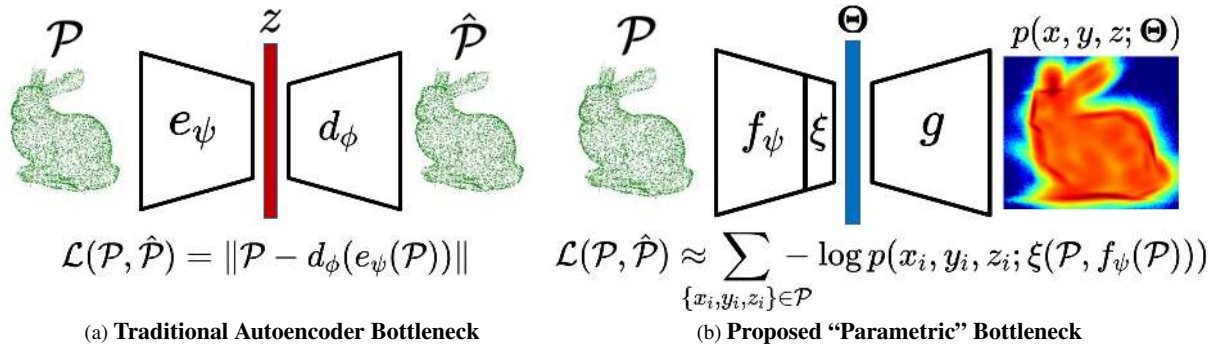 𝒫 z 𝒫̂
e_ψ d_ϕ
ℒ(𝒫, 𝒫̂) = ‖𝒫 − d_ϕ(e_ψ(𝒫))‖
(a) Traditional Autoencoder Bottleneck
𝒫 Θ p(x, y, z; Θ)
f_ψ ξ g
ℒ(𝒫, 𝒫̂) ≈ ∑_{{x_i,y_i,z_i}∈𝒫} − log p(x_i, y_i, z_i; ξ(𝒫, f_ψ(𝒫)))
(b) Proposed “Parametric” Bottleneck